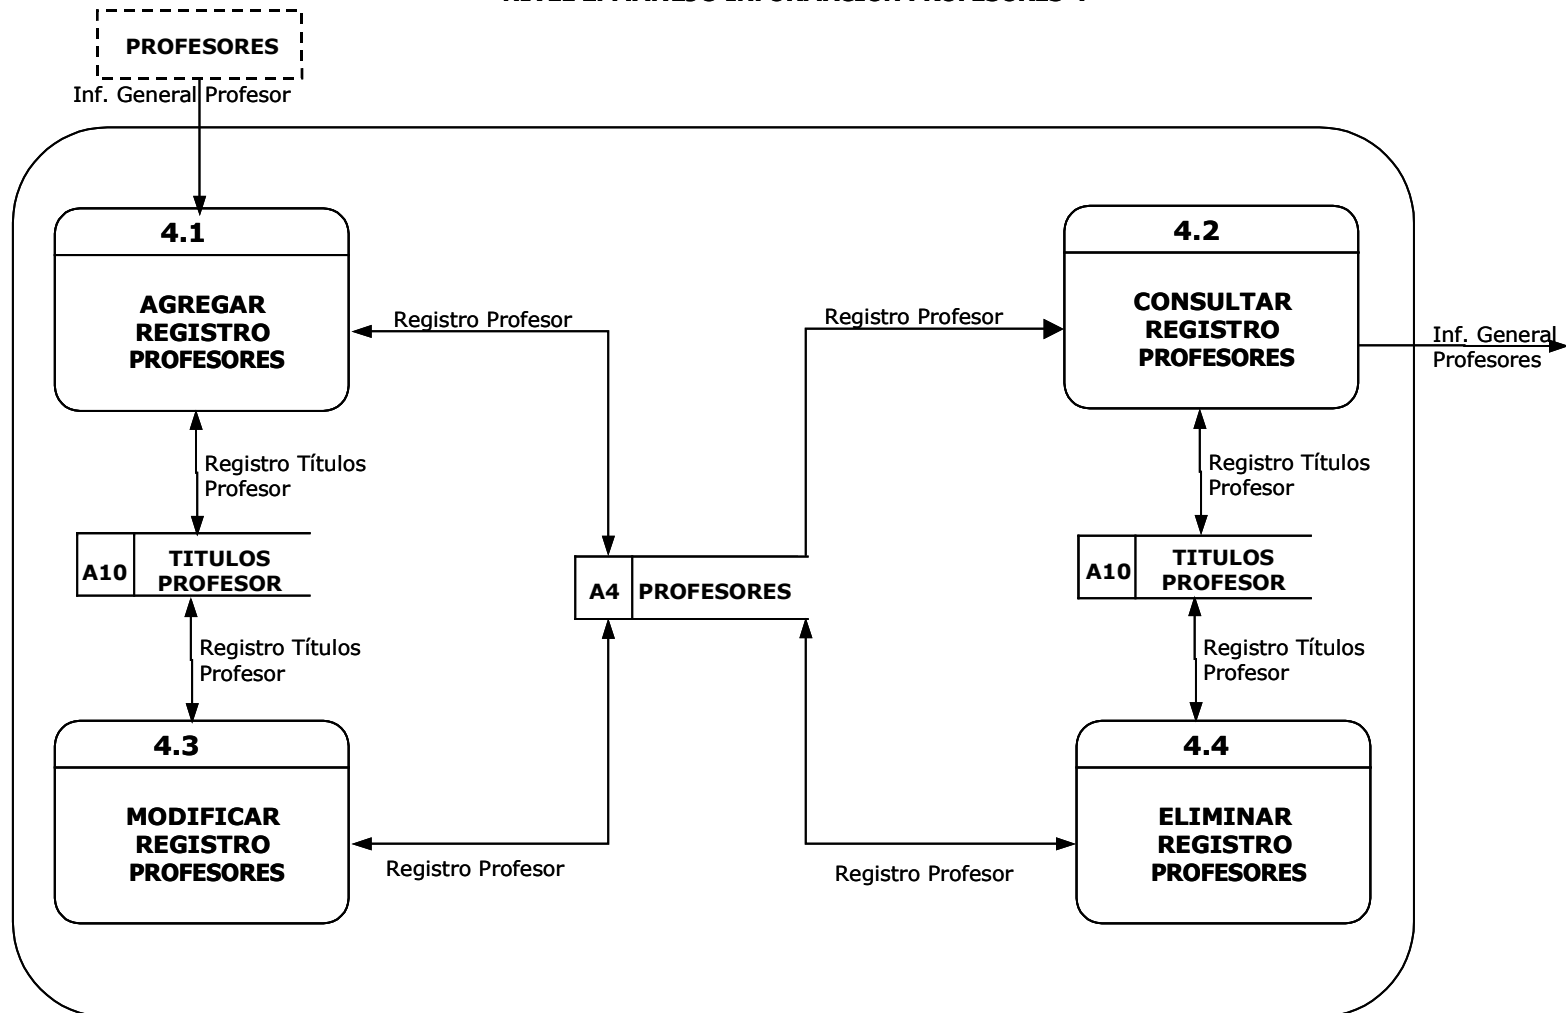 PROFESORES
Inf. General Profesor
4.1
AGREGAR
REGISTRO
PROFESORES
4.2
CONSULTAR
REGISTRO
PROFESORES
Registro Profesor
Registro Profesor
Inf. General
Profesores
Registro Títulos
Profesor
Registro Títulos
Profesor
A10
TITULOS
PROFESOR
A4
PROFESORES
A10
TITULOS
PROFESOR
Registro Títulos
Profesor
Registro Títulos
Profesor
4.3
MODIFICAR
REGISTRO
PROFESORES
4.4
ELIMINAR
REGISTRO
PROFESORES
Registro Profesor
Registro Profesor